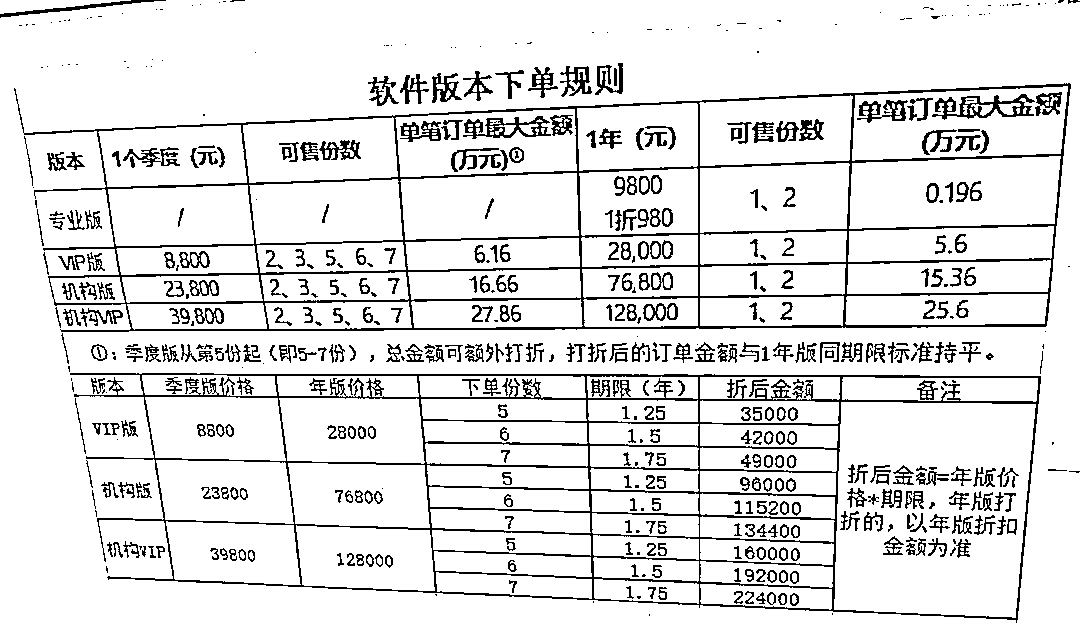 软件版本下单规则
版本 1个季度（元） 可售份数 单笔订单最大金额（万元）① 1年（元） 可售份数 单笔订单最大金额（万元）
专业版 / / / 9800 1折980 1、2 0.196
VIP版 8,800 2、3、5、6、7 6.16 28,000 1、2 5.6
机构版 23,800 2、3、5、6、7 16.66 76,800 1、2 15.36
机构VIP 39,800 2、3、5、6、7 27.86 128,000 1、2 25.6
①：季度版从第5份起（即5-7份），总金额可额外打折，打折后的订单金额与1年版同期限标准持平。
版本 季度版价格 年版价格 下单份数 期限（年） 折后金额 备注
VIP版 8800 28000 5 1.25 35000
6 1.5 42000
7 1.75 49000
机构版 23800 76800 5 1.25 96000
6 1.5 115200
7 1.75 134400
机构VIP 39800 128000 5 1.25 160000
6 1.5 192000
7 1.75 224000
折后金额=年版价
格*期限，年版打
折的，以年版折扣
金额为准